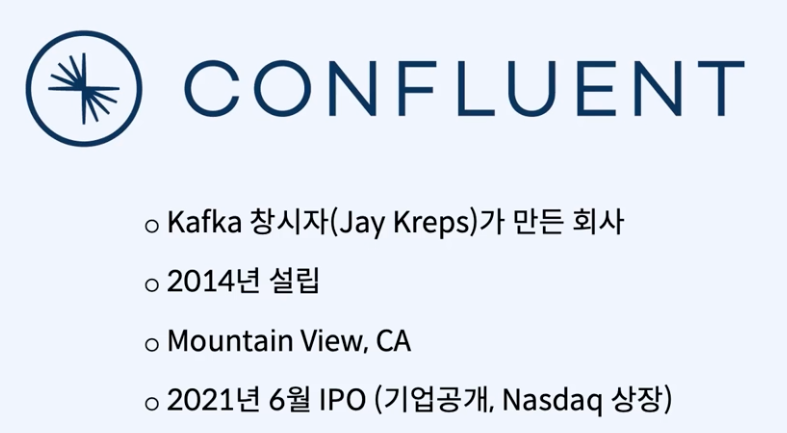 CONFLUENT
○ Kafka 창시자(Jay Kreps)가 만든 회사
○ 2014년 설립
○ Mountain View, CA
○ 2021년 6월 IPO (기업공개, Nasdaq 상장)